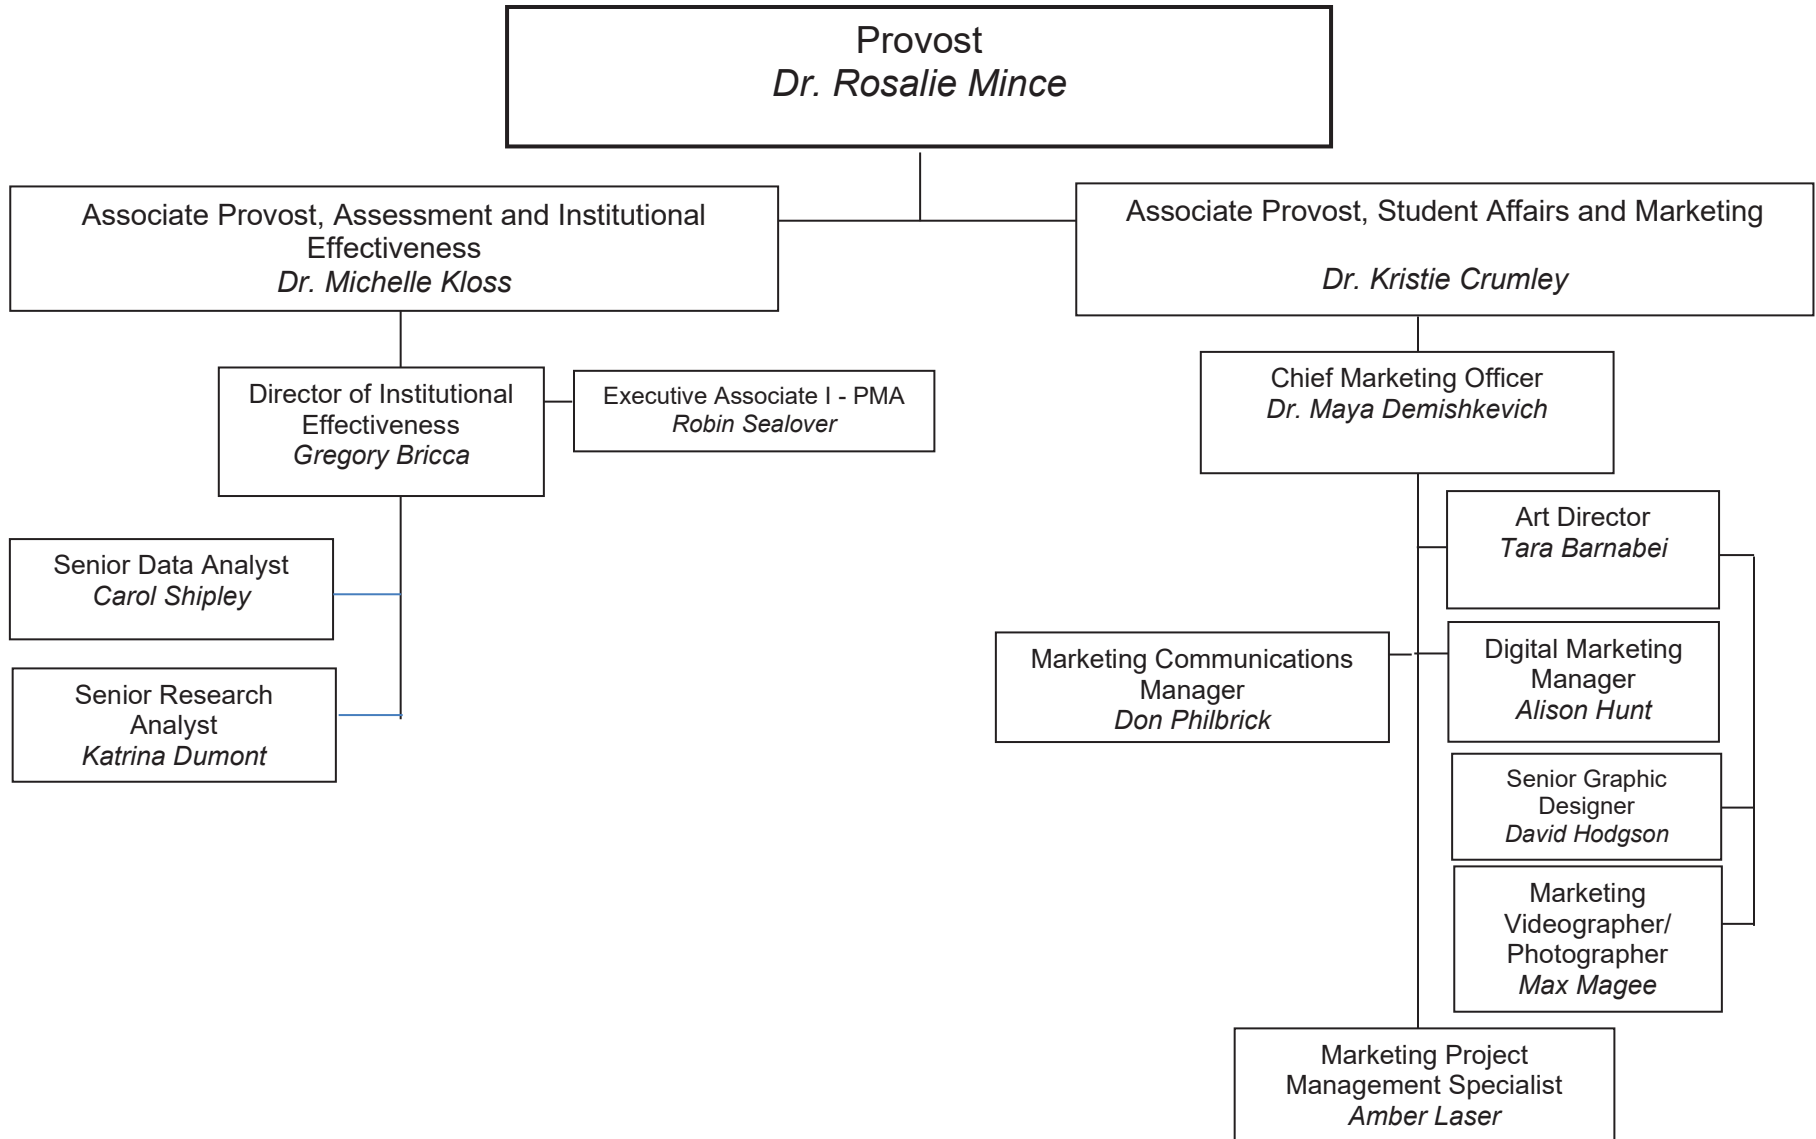 Provost
Dr. Rosalie Mince
Associate Provost, Assessment and Institutional
Effectiveness
Dr. Michelle Kloss
Associate Provost, Student Affairs and Marketing
Dr. Kristie Crumley
Director of Institutional
Effectiveness
Gregory Bricca
Executive Associate I - PMA
Robin Sealover
Chief Marketing Officer
Dr. Maya Demishkevich
Senior Data Analyst
Carol Shipley
Senior Research
Analyst
Katrina Dumont
Art Director
Tara Barnabei
Marketing Communications
Manager
Don Philbrick
Digital Marketing
Manager
Alison Hunt
Senior Graphic
Designer
David Hodgson
Marketing
Videographer/
Photographer
Max Magee
Marketing Project
Management Specialist
Amber Laser